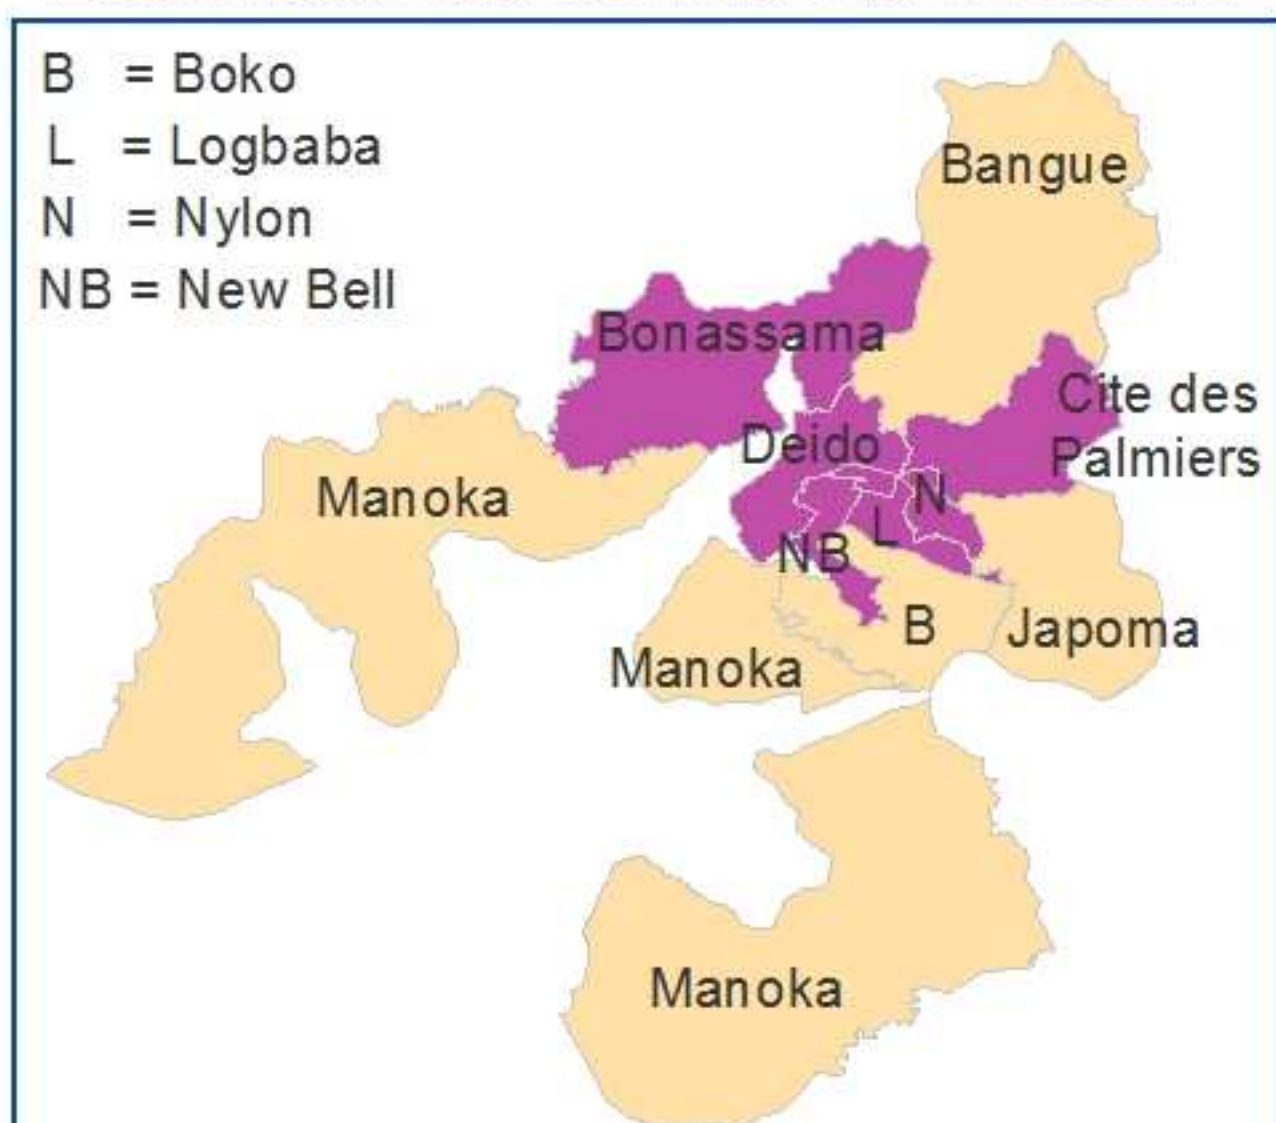 B = Boko
L = Logbaba
N = Nylon
NB = New Bell
Bangue
Bonassama
Cite des
Palmiers
Deido
Manoka
N
L
NB
B
Japoma
Manoka
Manoka